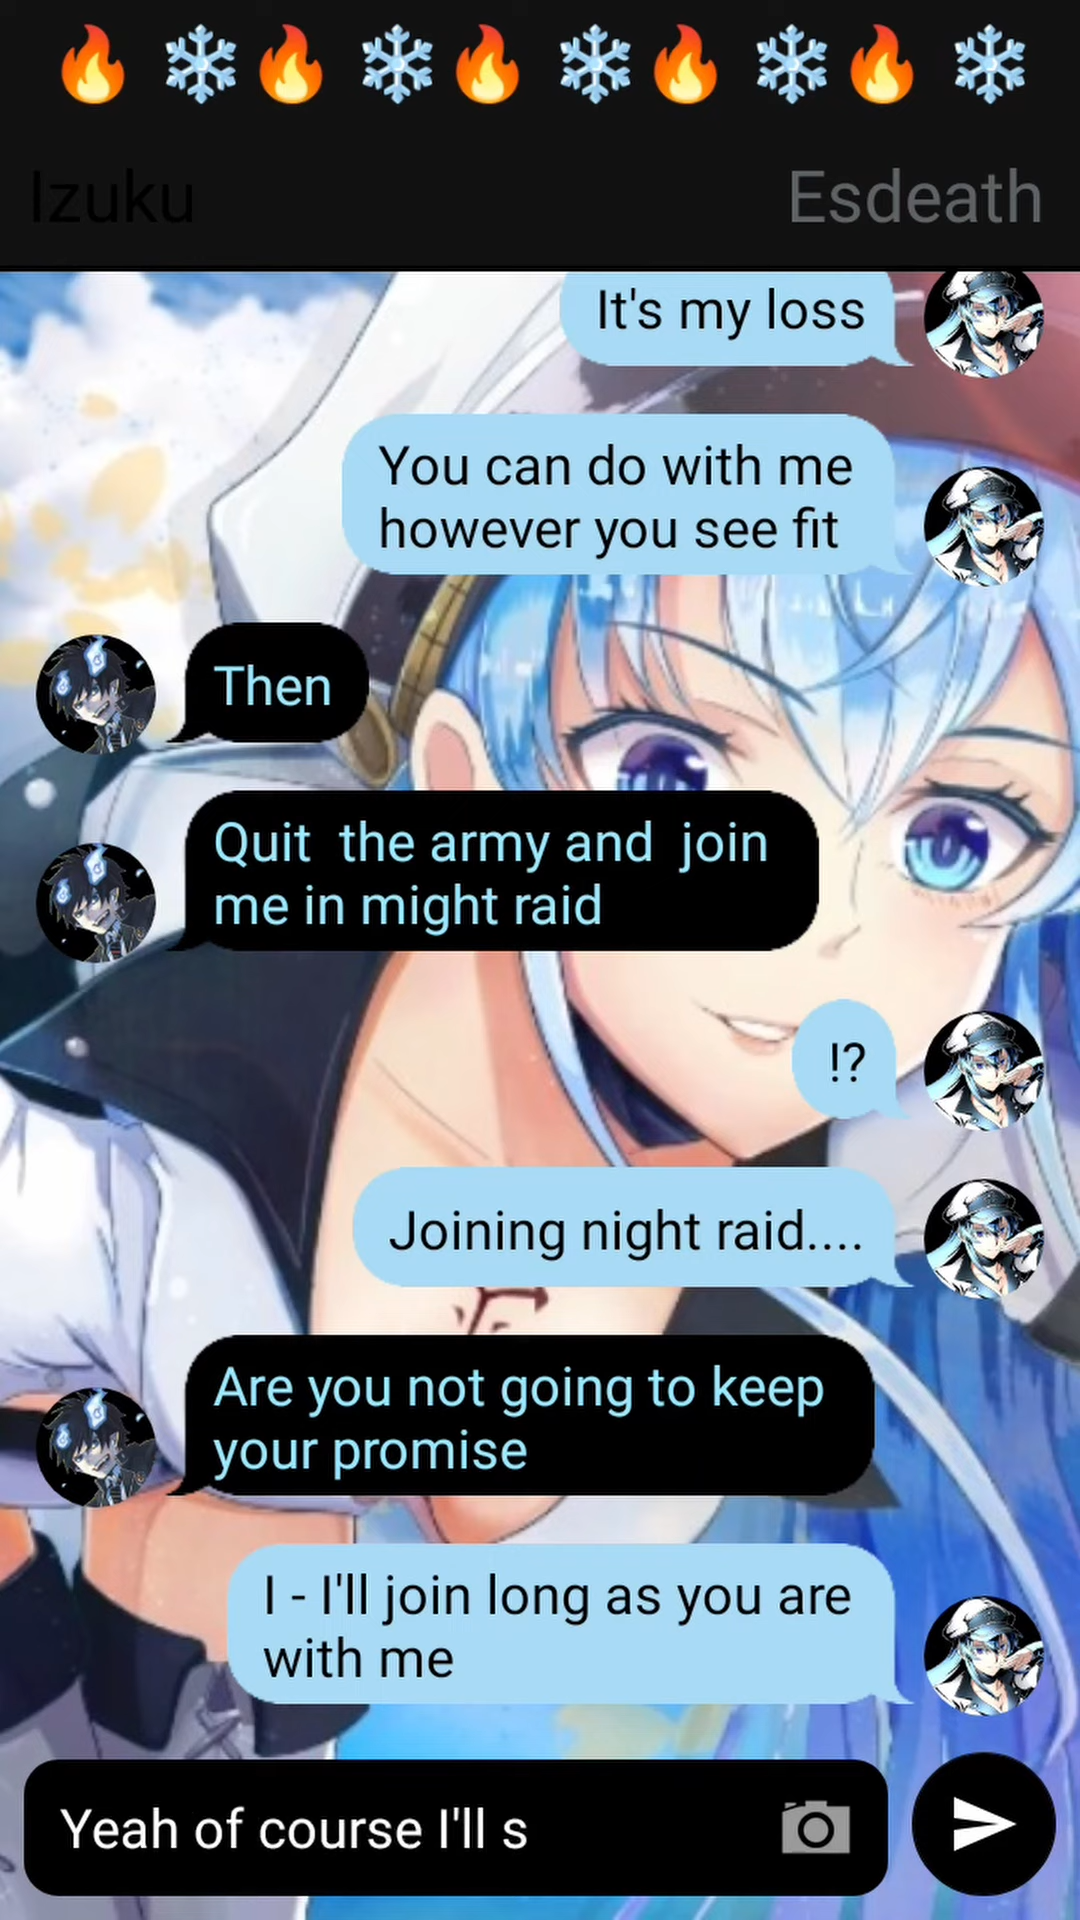 🔥 ❄️🔥 ❄️🔥 ❄️🔥 ❄️🔥 ❄️
Izuku
Esdeath
It's my loss
You can do with me
however you see fit
Then
Quit  the army and  join
me in might raid
!?
Joining night raid....
Are you not going to keep
your promise
I - I'll join long as you are
with me
Yeah of course I'll s